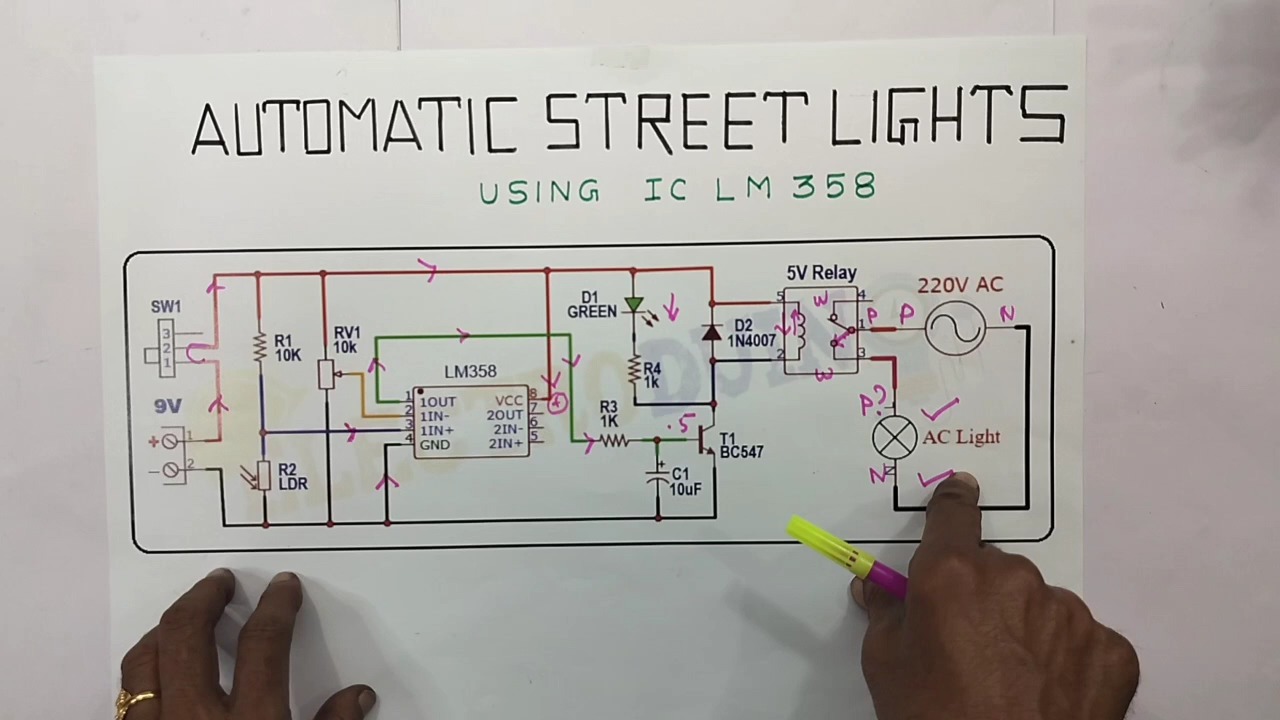 AUTOMATIC STREET LIGHTS
USING IC LM 358
SW1
3
2
1
9V
+ 1
- 2
R1
10K
R2
LDR
RV1
10k
LM358
1 1OUT
2 1IN-
3 1IN+
4 GND
VCC 8
2OUT 7
2IN- 6
2IN+ 5
+
D1
GREEN
R4
1k
R3
1K
+
C1
10uF
.5
T1
BC547
D2
1N4007
5V Relay
5
2
4
1
3
W
W
P P
220V AC
N
P?
AC Light
N